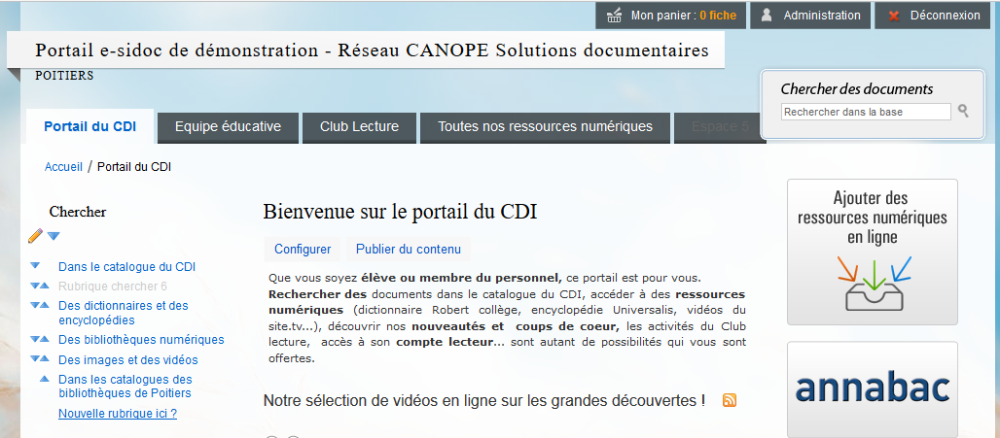 Mon panier : 0 fiche
Administration
Déconnexion
Portail e-sidoc de démonstration - Réseau CANOPE Solutions documentaires
POITIERS
Chercher des documents
Rechercher dans la base
Portail du CDI
Equipe éducative
Club Lecture
Toutes nos ressources numériques
Espace 5
Accueil / Portail du CDI
Chercher
Dans le catalogue du CDI
Rubrique chercher 6
Des dictionnaires et des
encyclopédies
Des bibliothèques numériques
Des images et des vidéos
Dans les catalogues des
bibliothèques de Poitiers
Nouvelle rubrique ici ?
Bienvenue sur le portail du CDI
Configurer
Publier du contenu
Que vous soyez élève ou membre du personnel, ce portail est pour vous.
Rechercher des documents dans le catalogue du CDI, accéder à des ressources
numériques (dictionnaire Robert collège, encyclopédie Universalis, vidéos du
site.tv...), découvrir nos nouveautés et coups de coeur, les activités du Club
lecture, accès à son compte lecteur... sont autant de possibilités qui vous sont
offertes.
Notre sélection de vidéos en ligne sur les grandes découvertes !
Ajouter des
ressources numériques
en ligne
annabac